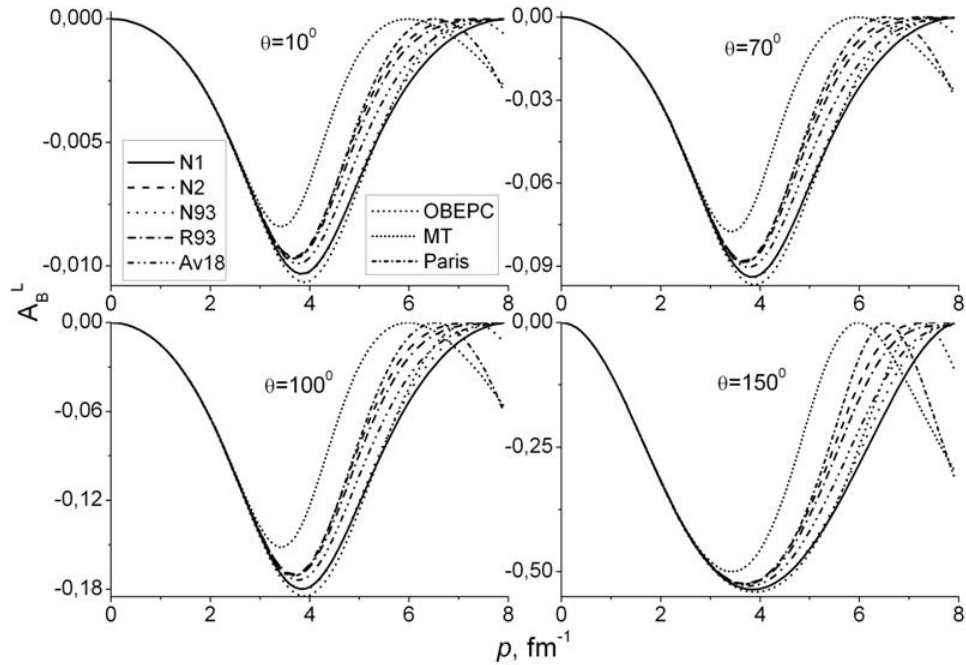 0,000
-0,005
-0,010
θ=10⁰
N1
N2
N93
R93
Av18
OBEPC
MT
Paris
0 2 4 6 8
0,00
-0,03
-0,06
-0,09
θ=70⁰
0 2 4 6 8
A_B^L
0,00
-0,06
-0,12
-0,18
θ=100⁰
0 2 4 6 8
0,00
-0,25
-0,50
θ=150⁰
0 2 4 6 8
p, fm⁻¹